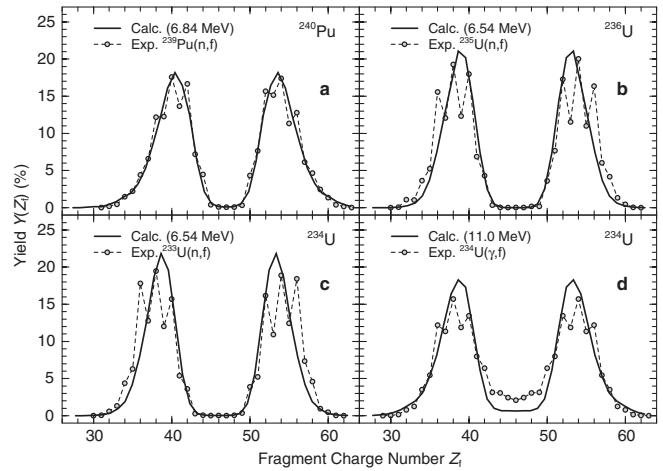 Calc. (6.84 MeV)
Exp. ²³⁹Pu(n,f)
²⁴⁰Pu
a
Calc. (6.54 MeV)
Exp. ²³⁵U(n,f)
²³⁶U
b
20
15
10
5
0
Calc. (6.54 MeV)
Exp. ²³³U(n,f)
²³⁴U
c
Calc. (11.0 MeV)
Exp. ²³⁴U(γ,f)
²³⁴U
d
25
20
15
10
5
0
30 40 50 60 30 40 50 60
Yield Y(Zf) (%)
Fragment Charge Number Zf